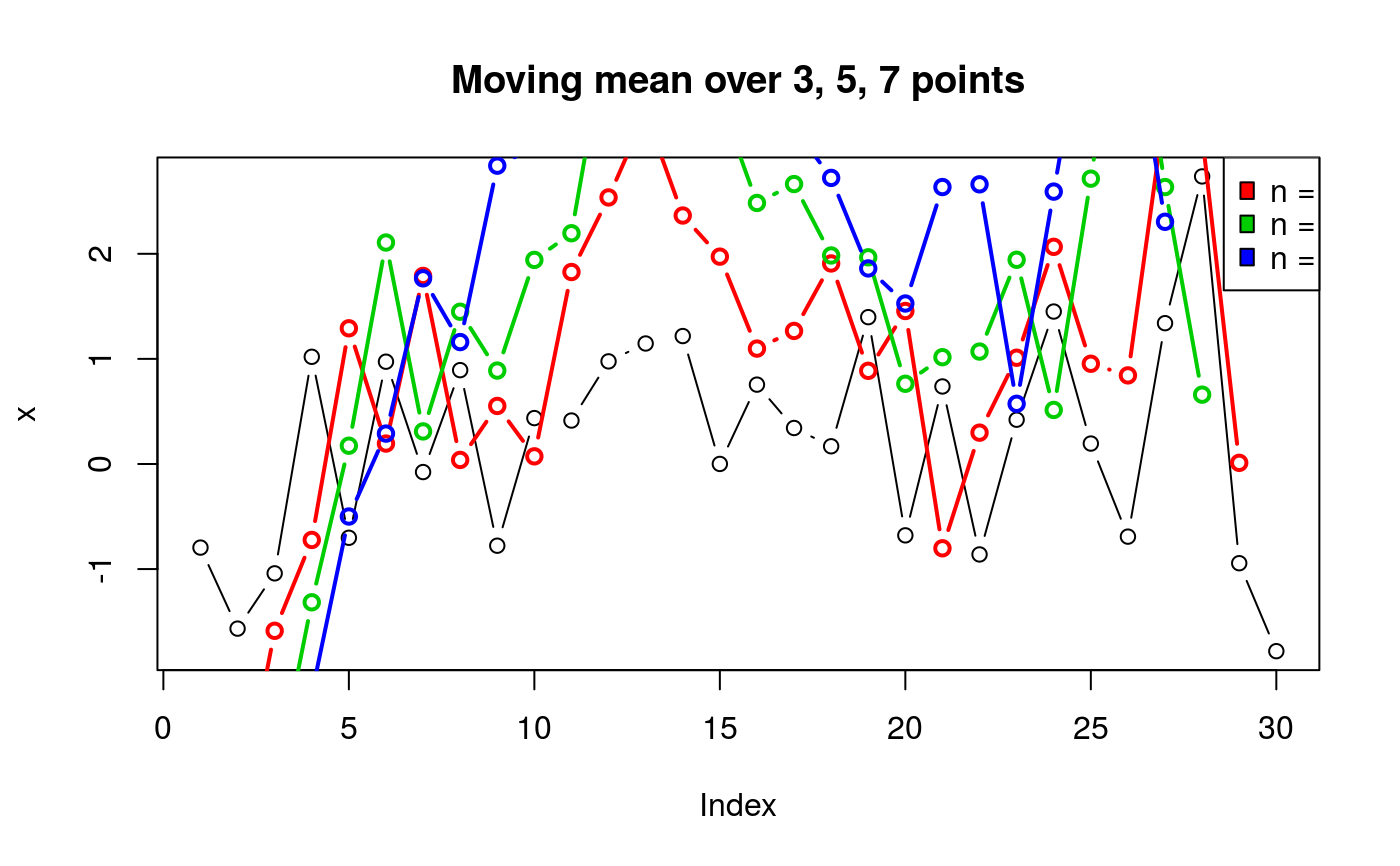 Moving mean over 3, 5, 7 points
n =
n =
n =
x
2
1
0
-1
0 5 10 15 20 25 30
Index